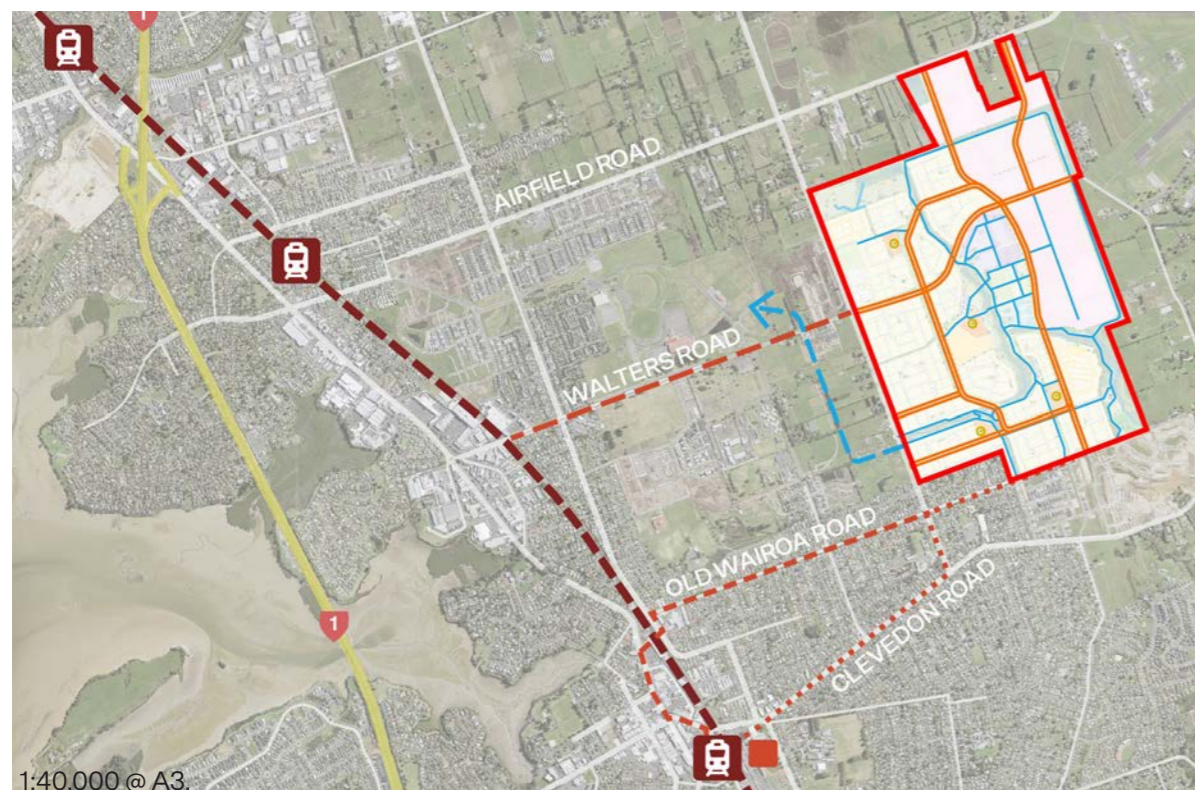 1
AIRFIELD ROAD
WALTERS ROAD
OLD WAIROA ROAD
CLEVEDON ROAD
1
1:40,000 @ A3.